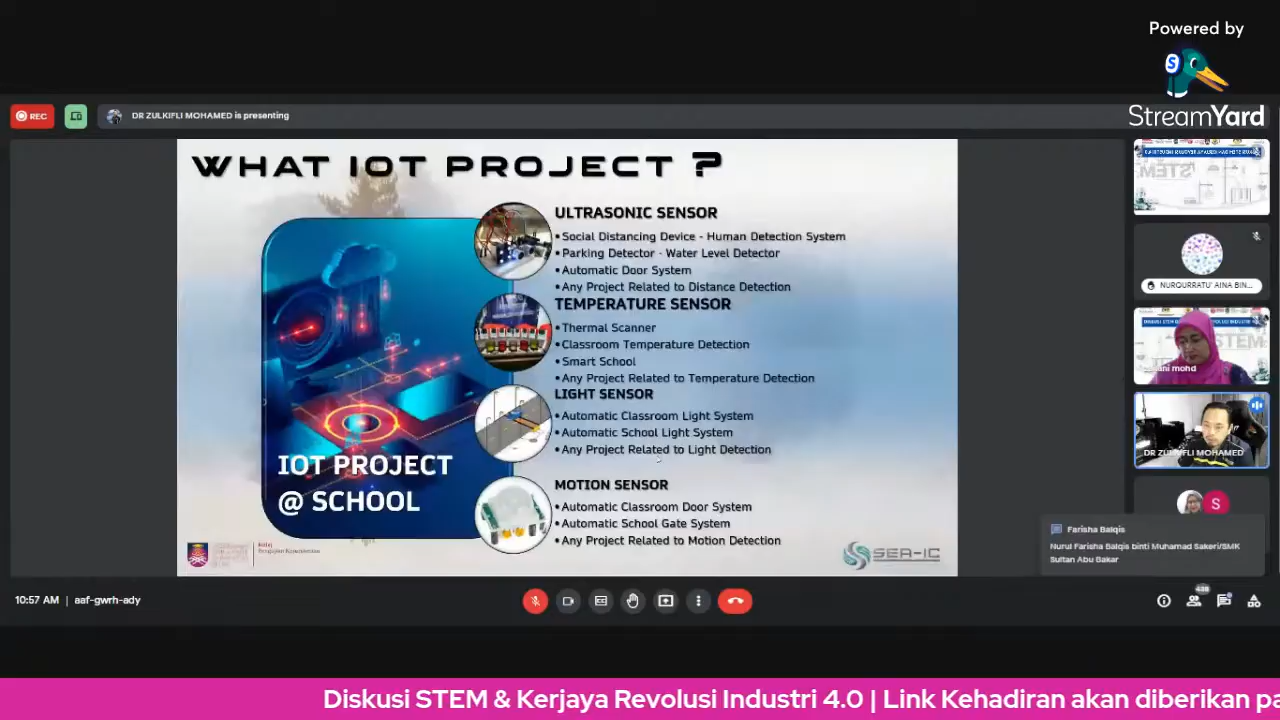 Powered by
StreamYard
REC
DR ZULKIFLI MOHAMED is presenting
WHAT IOT PROJECT ?
ULTRASONIC SENSOR
• Social Distancing Device - Human Detection System
• Parking Detector - Water Level Detector
• Automatic Door System
• Any Project Related to Distance Detection
TEMPERATURE SENSOR
• Thermal Scanner
• Classroom Temperature Detection
• Smart School
• Any Project Related to Temperature Detection
LIGHT SENSOR
• Automatic Classroom Light System
• Automatic School Light System
• Any Project Related to Light Detection
MOTION SENSOR
• Automatic Classroom Door System
• Automatic School Gate System
• Any Project Related to Motion Detection
IOT PROJECT
@ SCHOOL
SEA-IC
STEM
NURQURRATU' AINA BIN...
mohd
DR ZULKIFLI MOHAMED
S
Farisha Balqis
Nurul Farisha Balqis binti Muhamad Sakeri/SMK
Sultan Abu Bakar
10:57 AM | aaf-gwrh-ady
Diskusi STEM & Kerjaya Revolusi Industri 4.0 | Link Kehadiran akan diberikan pa